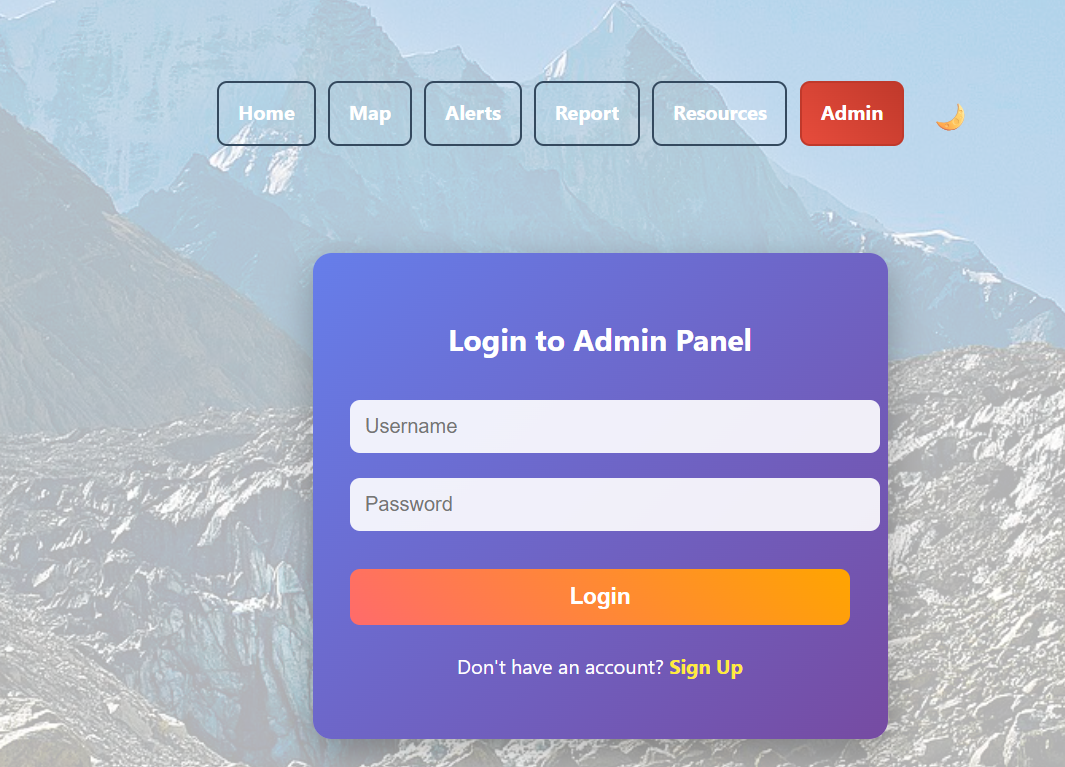 Home Map Alerts Report Resources Admin
Login to Admin Panel
Username
Password
Login
Don't have an account? Sign Up